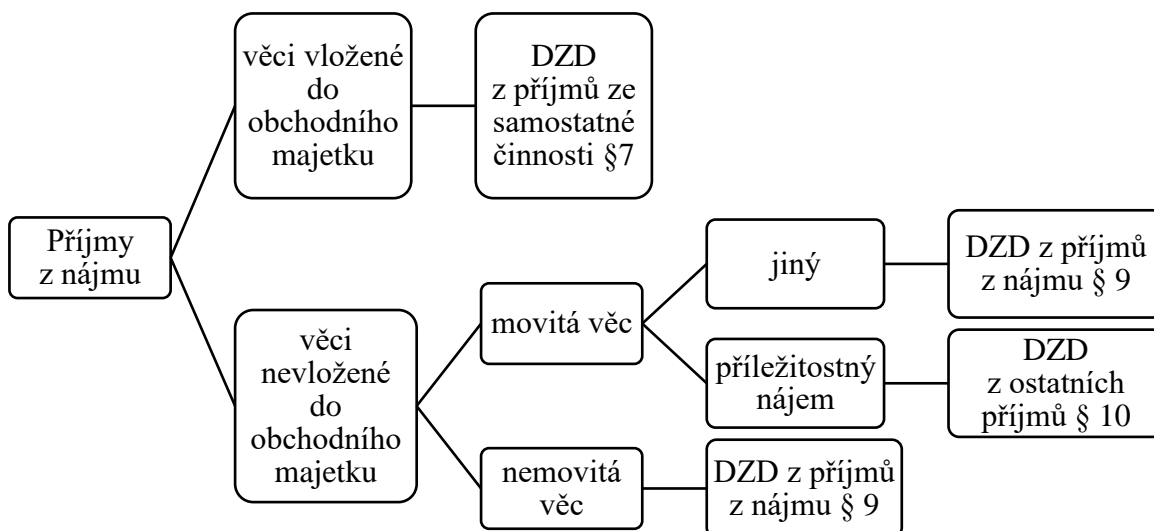 věci vložené
do
obchodního
majetku
DZD
z příjmů ze
samostatné
činnosti §7
Příjmy
z nájmu
věci
nevložené
do
obchodního
majetku
movitá věc
jiný
DZD z příjmů
z nájmu § 9
příležitostný
nájem
DZD
z ostatních
příjmů § 10
nemovitá
věc
DZD z příjmů
z nájmu § 9